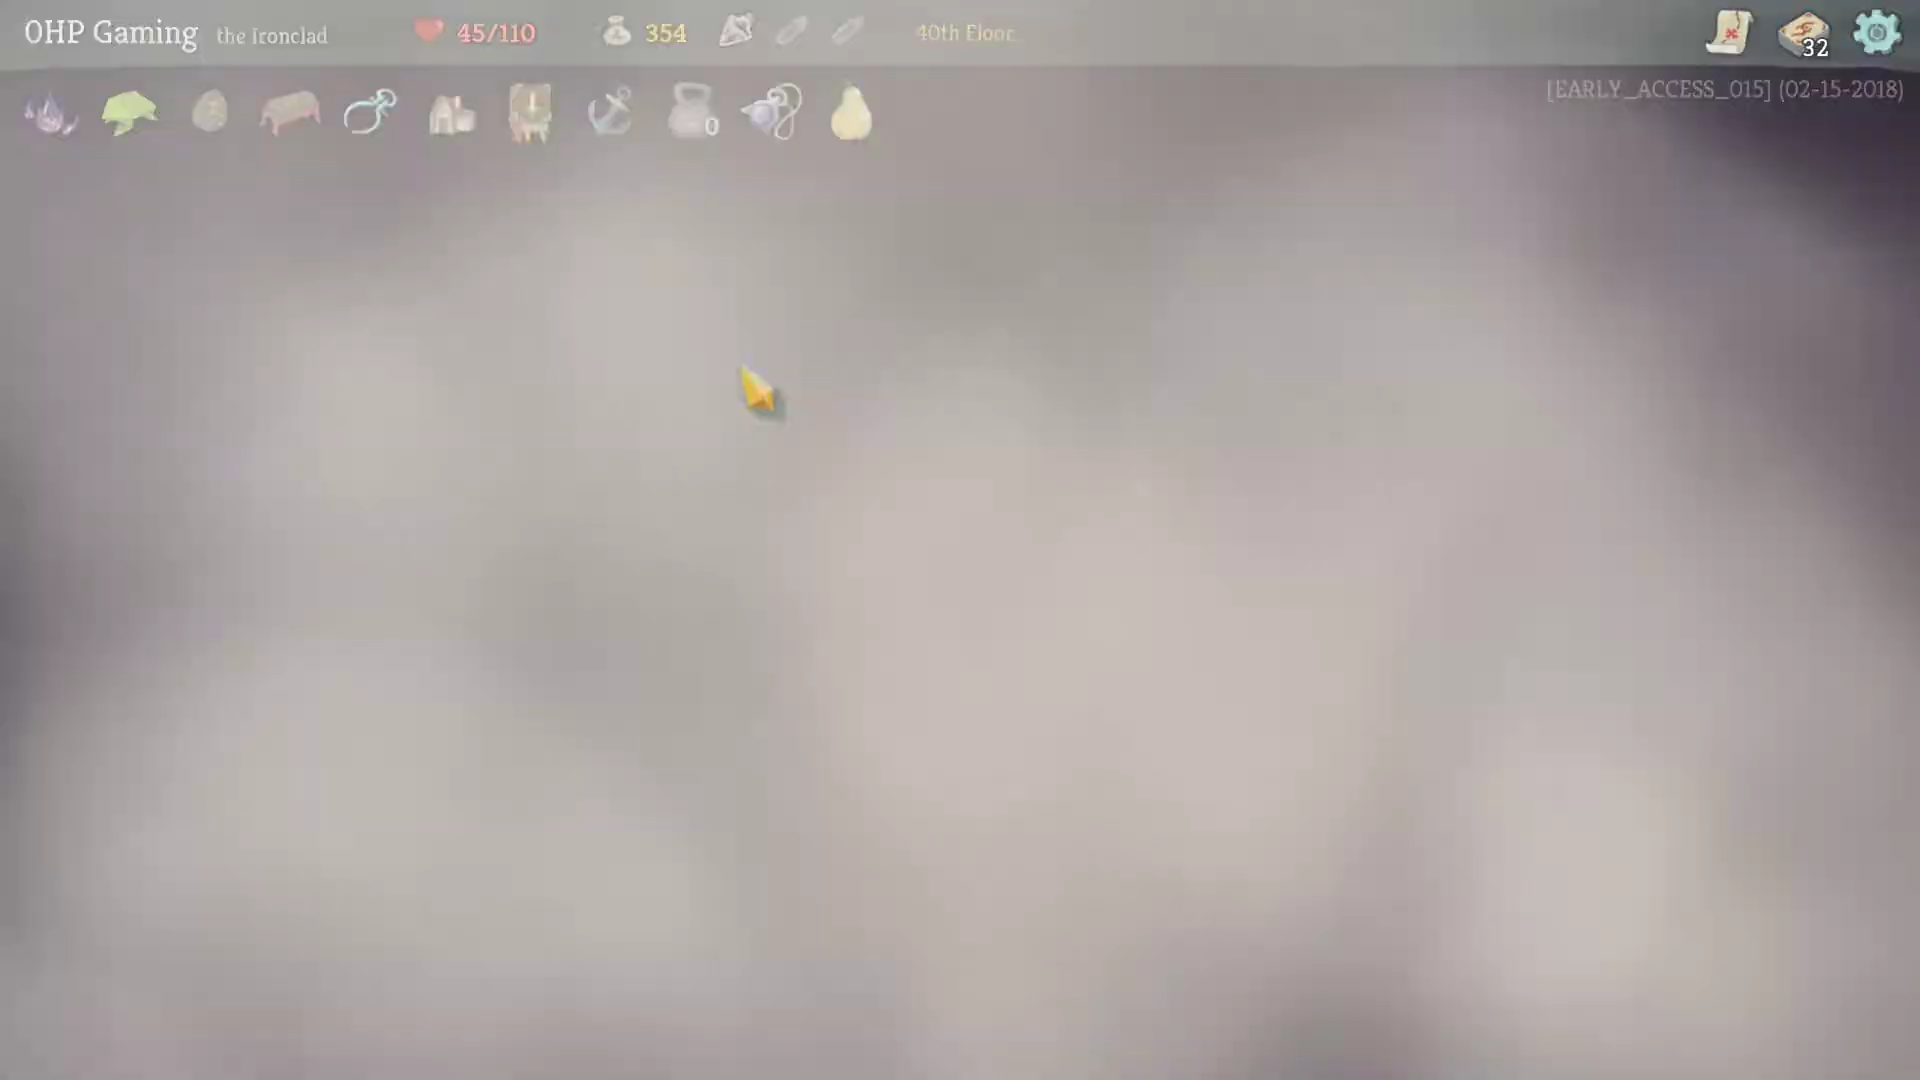 OHP Gaming the Ironclad 45/110 354 40th Floor 32
[EARLY_ACCESS_015] (02-15-2018)
0